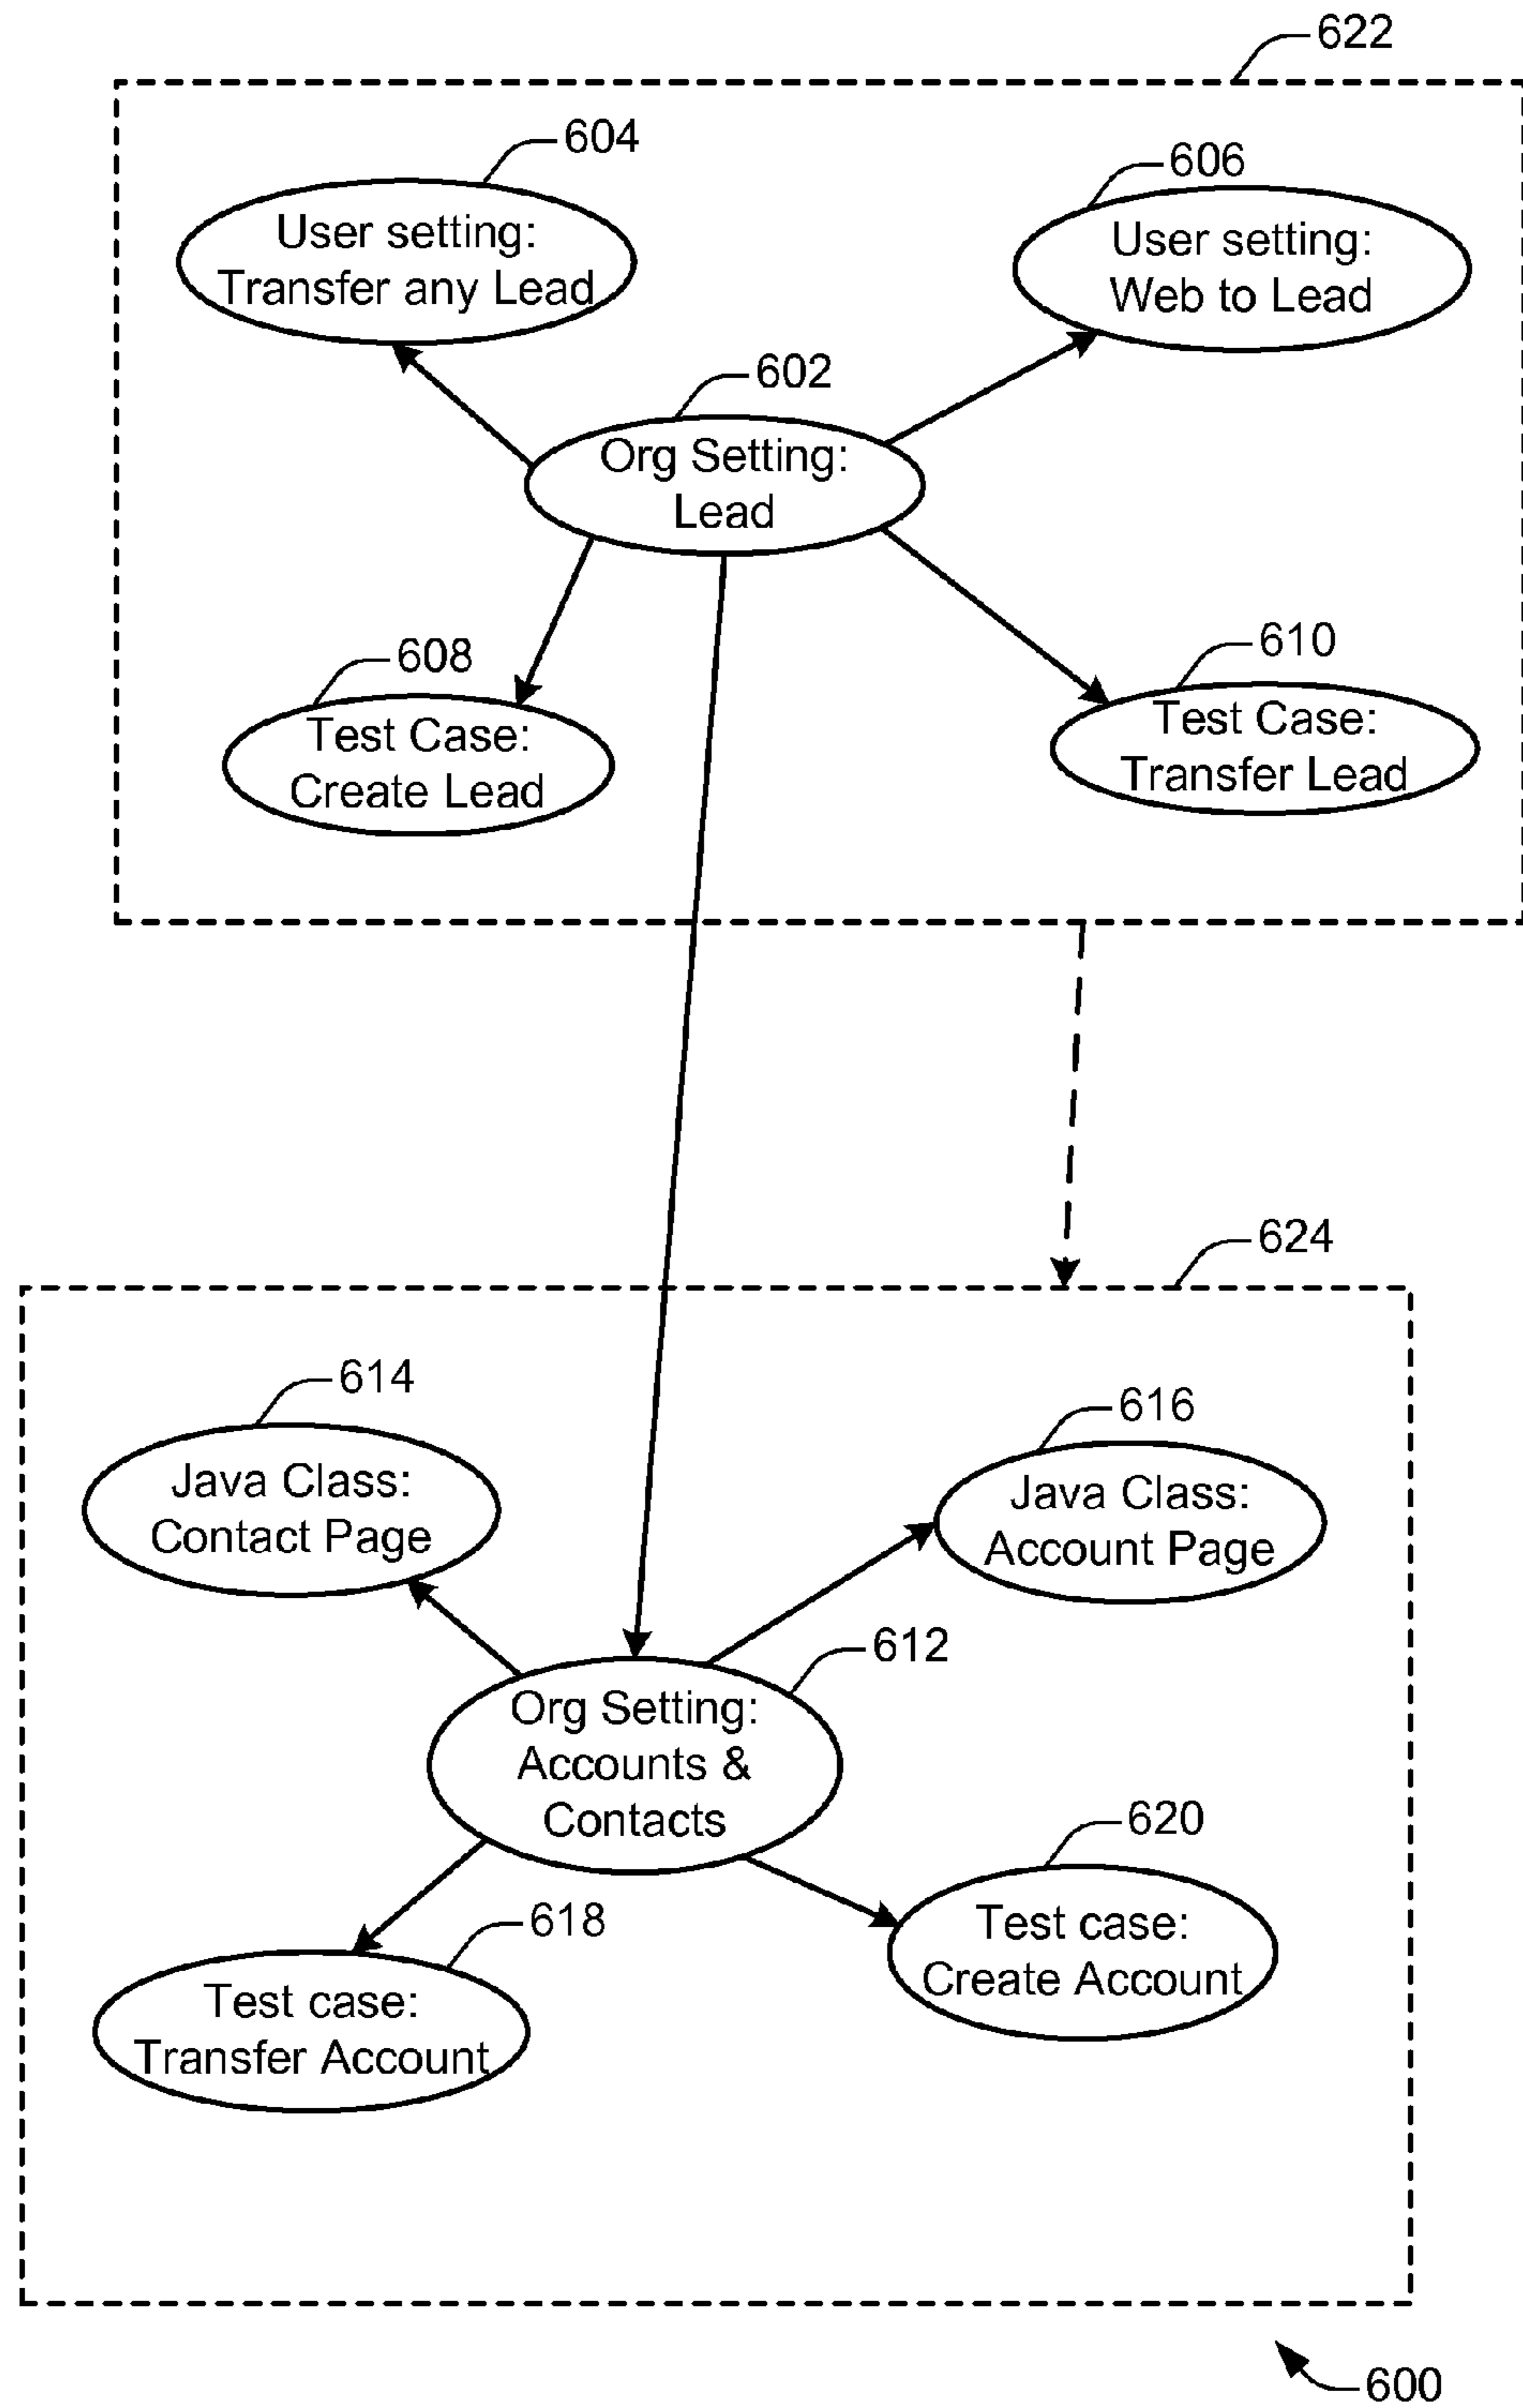 622
604
606
User setting:
Transfer any Lead
User setting:
Web to Lead
602
Org Setting:
Lead
608
610
Test Case:
Create Lead
Test Case:
Transfer Lead
624
614
616
Java Class:
Contact Page
Java Class:
Account Page
612
Org Setting:
Accounts &
Contacts
620
618
Test case:
Create Account
Test case:
Transfer Account
600